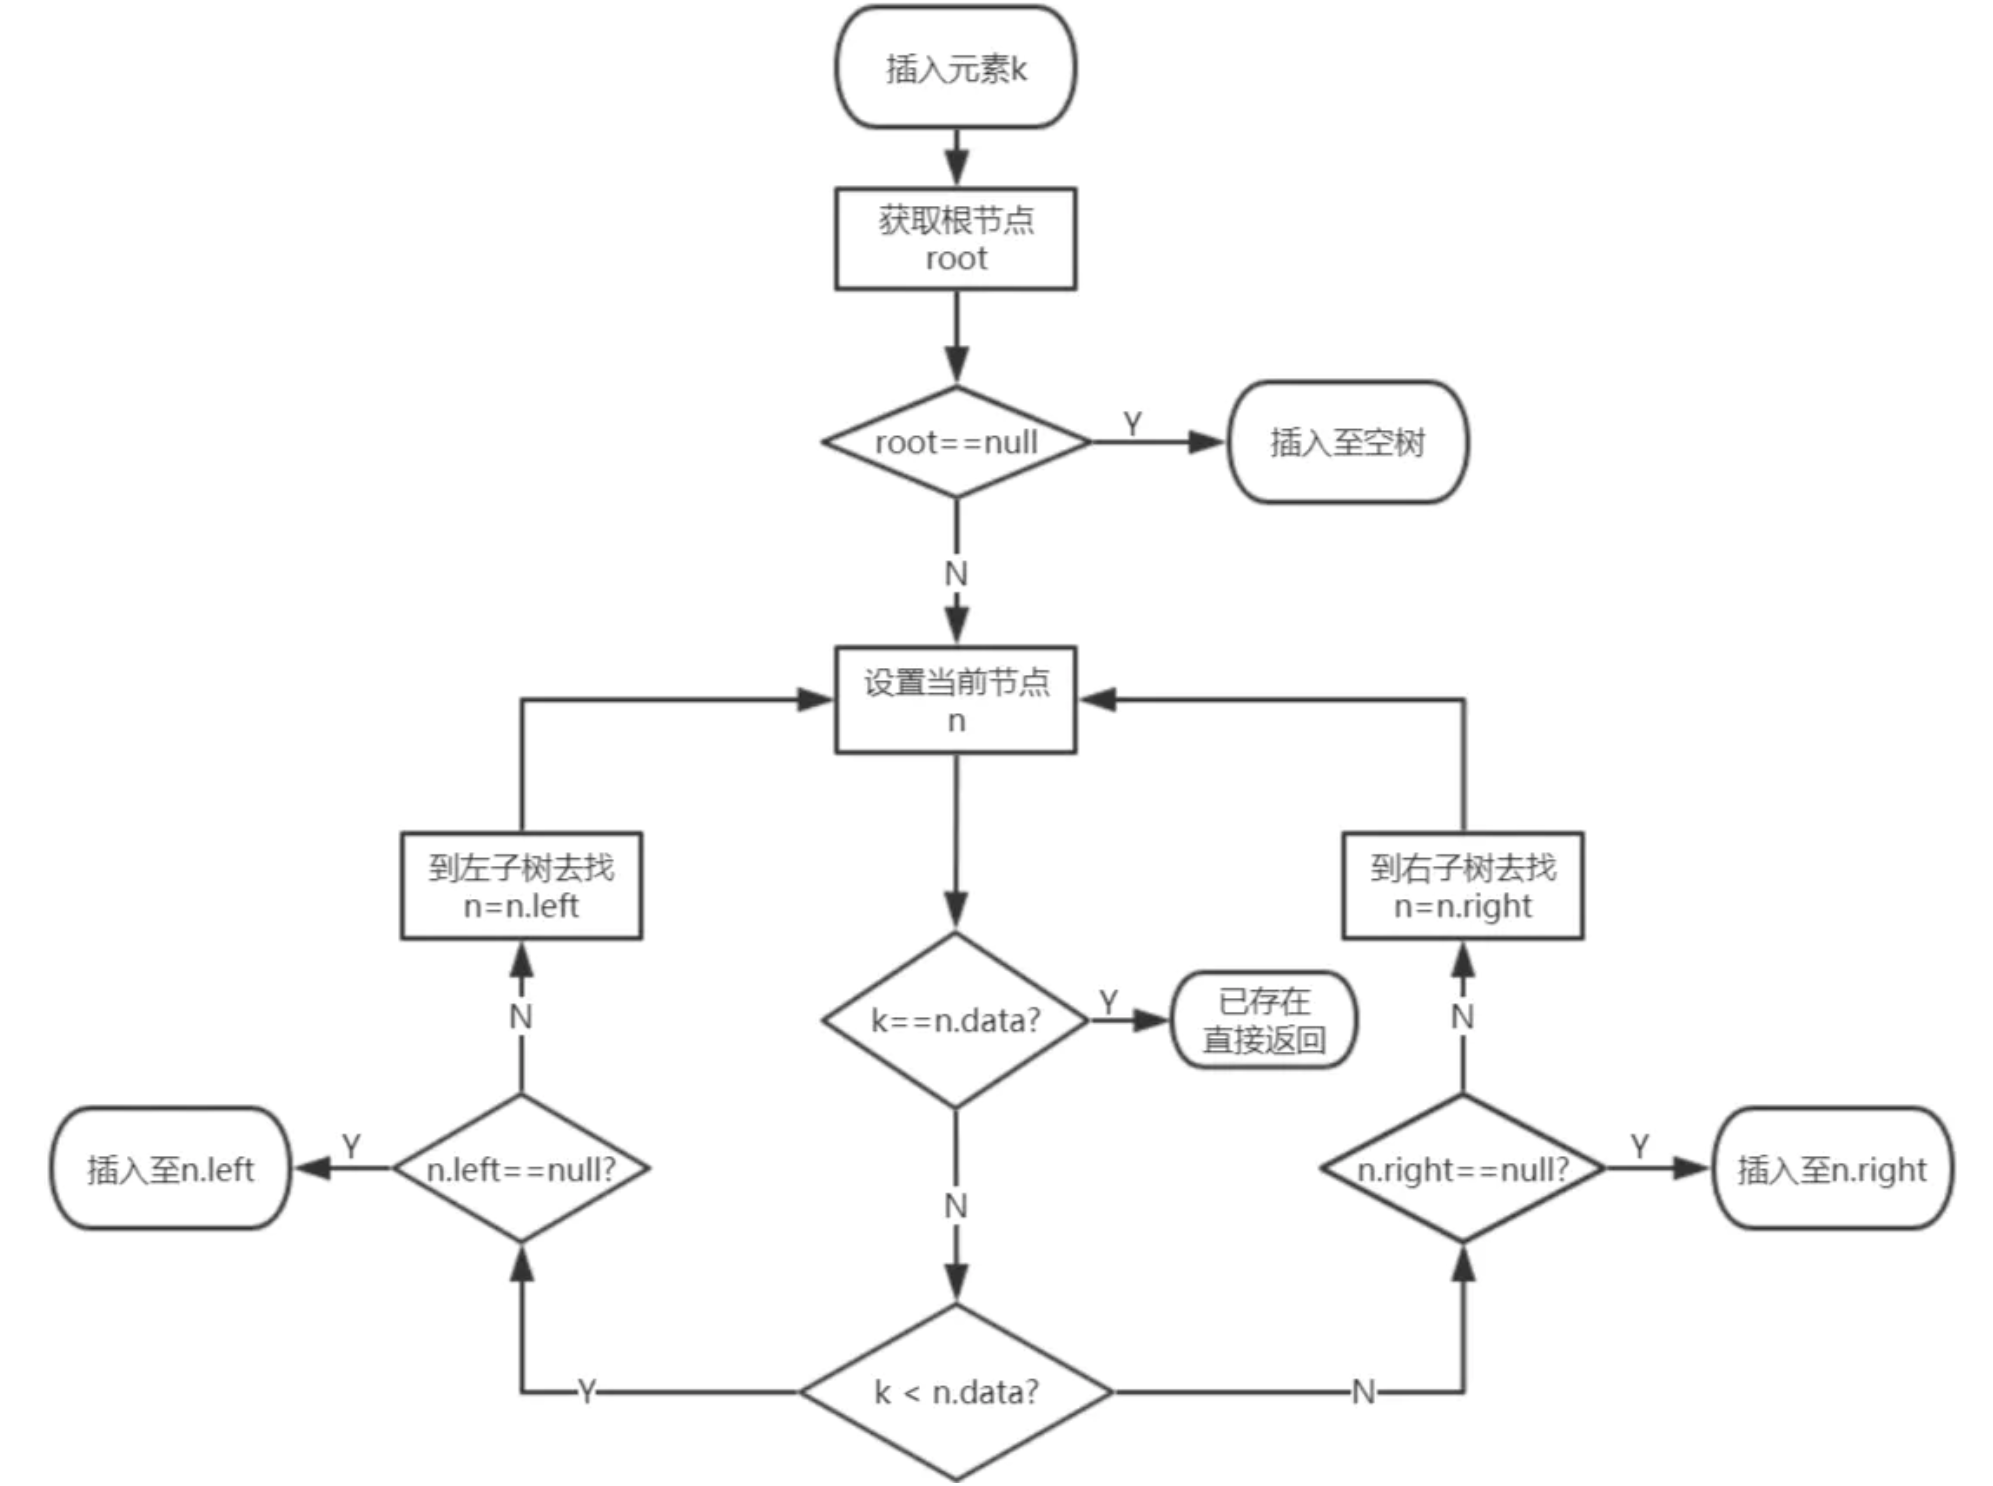 插入元素k
获取根节点
root
root==null
Y
插入至空树
N
设置当前节点
n
到左子树去找
n=n.left
到右子树去找
n=n.right
N
k==n.data?
Y
已存在
直接返回
N
插入至n.left
Y
n.left==null?
n.right==null?
Y
插入至n.right
N
Y
k < n.data?
N